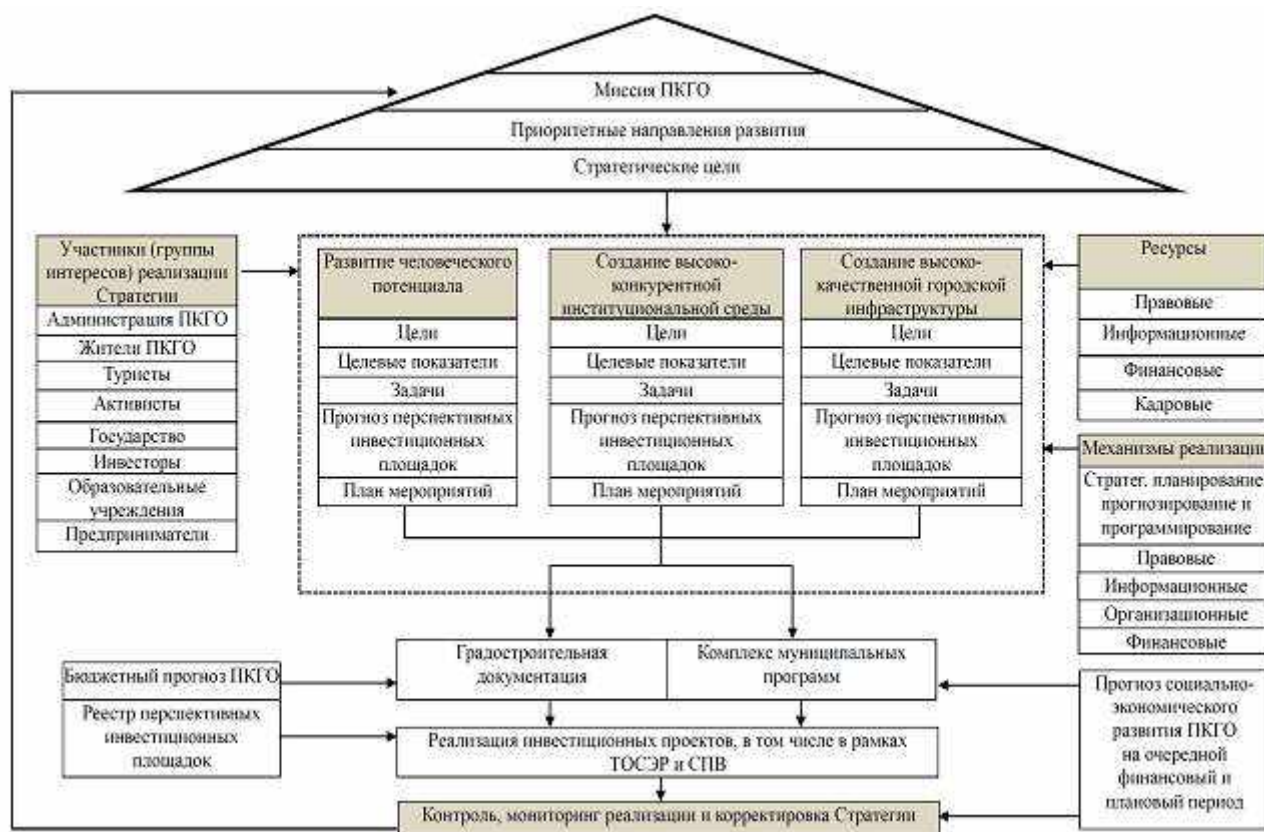 Миссия ПКГО
Приоритетные направления развития
Стратегические цели
Участники (группы
интересов) реализации
Стратегии
Администрация ПКГО
Жители ПКГО
Туристы
Активисты
Государство
Инвесторы
Образовательные
учреждения
Предприниматели
Развитие человеческого
потенциала
Цели
Целевые показатели
Задачи
Прогноз перспективных
инвестиционных
площадок
План мероприятий
Создание высоко-
конкурентной
институциональной среды
Цели
Целевые показатели
Задачи
Прогноз перспективных
инвестиционных
площадок
План мероприятий
Создание высоко-
качественной городской
инфраструктуры
Цели
Целевые показатели
Задачи
Прогноз перспективных
инвестиционных
площадок
План мероприятий
Ресурсы
Правовые
Информационные
Финансовые
Кадровые
Механизмы реализации
Стратег. планирование,
прогнозирование и
программирование
Правовые
Информационные
Организационные
Финансовые
Градостроительная
документация
Комплекс муниципальных
программ
Бюджетный прогноз ПКГО
Реестр перспективных
инвестиционных
площадок
Реализация инвестиционных проектов, в том числе в рамках
ТОСЭР и СПВ
Прогноз социально-
экономического
развития ПКГО
на очередной
финансовый и
плановый период
Контроль, мониторинг реализации и корректировка Стратегии